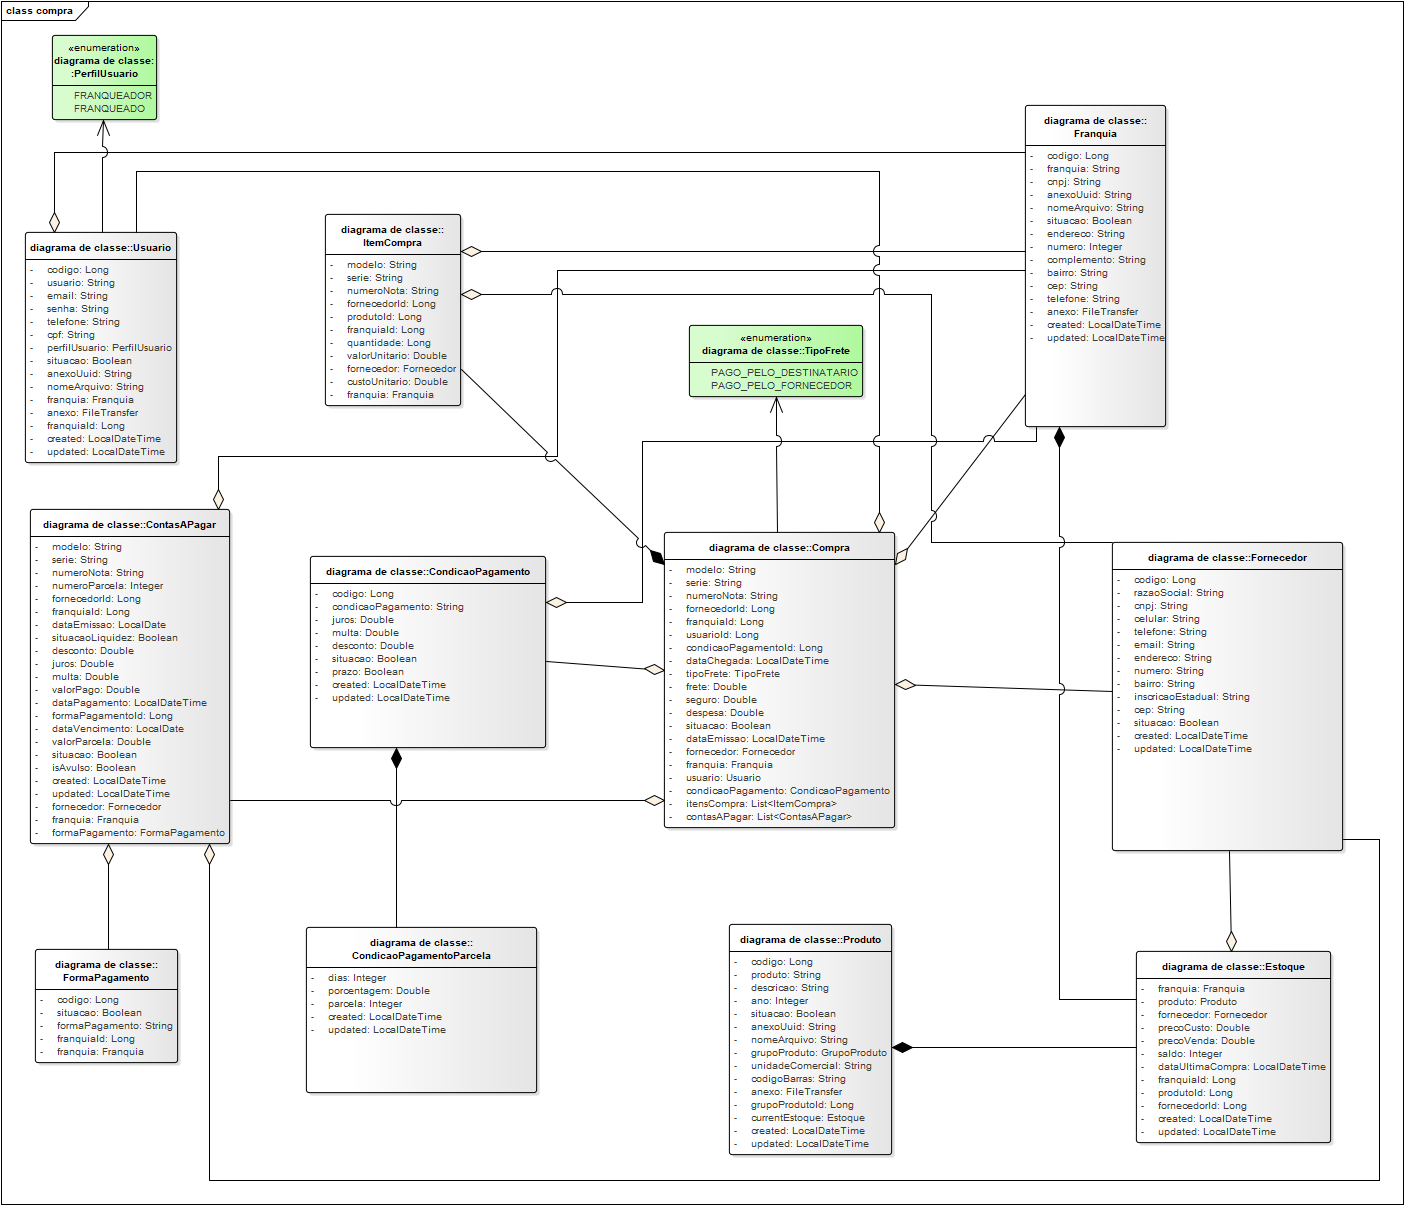 class compra
«enumeration»
diagrama de classe:
:PerfilUsuario
FRANQUEADOR
FRANQUEADO
diagrama de classe::
Franquia
- codigo: Long
- franquia: String
- cnpj: String
- anexoUuid: String
- nomeArquivo: String
- situacao: Boolean
- endereco: String
- numero: Integer
- complemento: String
- bairro: String
- cep: String
- telefone: String
- anexo: FileTransfer
- created: LocalDateTime
- updated: LocalDateTime
diagrama de classe::Usuario
- codigo: Long
- usuario: String
- email: String
- senha: String
- telefone: String
- cpf: String
- perfilUsuario: PerfilUsuario
- situacao: Boolean
- anexoUuid: String
- nomeArquivo: String
- franquia: Franquia
- anexo: FileTransfer
- franquiaId: Long
- created: LocalDateTime
- updated: LocalDateTime
diagrama de classe::
ItemCompra
- modelo: String
- serie: String
- numeroNota: String
- fornecedorId: Long
- produtoId: Long
- franquiaId: Long
- quantidade: Long
- valorUnitario: Double
- fornecedor: Fornecedor
- custoUnitario: Double
- franquia: Franquia
«enumeration»
diagrama de classe::TipoFrete
PAGO_PELO_DESTINATARIO
PAGO_PELO_FORNECEDOR
diagrama de classe::ContasAPagar
- modelo: String
- serie: String
- numeroNota: String
- numeroParcela: Integer
- fornecedorId: Long
- franquiaId: Long
- dataEmissao: LocalDate
- situacaoLiquidez: Boolean
- desconto: Double
- juros: Double
- multa: Double
- valorPago: Double
- dataPagamento: LocalDateTime
- formaPagamentoId: Long
- dataVencimento: LocalDate
- valorParcela: Double
- situacao: Boolean
- isAvulso: Boolean
- created: LocalDateTime
- updated: LocalDateTime
- fornecedor: Fornecedor
- franquia: Franquia
- formaPagamento: FormaPagamento
diagrama de classe::CondicaoPagamento
- codigo: Long
- condicaoPagamento: String
- juros: Double
- multa: Double
- desconto: Double
- situacao: Boolean
- prazo: Boolean
- created: LocalDateTime
- updated: LocalDateTime
diagrama de classe::Compra
- modelo: String
- serie: String
- numeroNota: String
- fornecedorId: Long
- franquiaId: Long
- usuarioId: Long
- condicaoPagamentoId: Long
- dataChegada: LocalDateTime
- tipoFrete: TipoFrete
- frete: Double
- seguro: Double
- despesa: Double
- situacao: Boolean
- dataEmissao: LocalDateTime
- fornecedor: Fornecedor
- franquia: Franquia
- usuario: Usuario
- condicaoPagamento: CondicaoPagamento
- itensCompra: List<ItemCompra>
- contasAPagar: List<ContasAPagar>
diagrama de classe::Fornecedor
- codigo: Long
- razaoSocial: String
- cnpj: String
- celular: String
- telefone: String
- email: String
- endereco: String
- numero: String
- bairro: String
- inscricaoEstadual: String
- cep: String
- situacao: Boolean
- created: LocalDateTime
- updated: LocalDateTime
diagrama de classe::
FormaPagamento
- codigo: Long
- situacao: Boolean
- formaPagamento: String
- franquiaId: Long
- franquia: Franquia
diagrama de classe::
CondicaoPagamentoParcela
- dias: Integer
- porcentagem: Double
- parcela: Integer
- created: LocalDateTime
- updated: LocalDateTime
diagrama de classe::Produto
- codigo: Long
- produto: String
- descricao: String
- ano: Integer
- situacao: Boolean
- anexoUuid: String
- nomeArquivo: String
- grupoProduto: GrupoProduto
- unidadeComercial: String
- codigoBarras: String
- anexo: FileTransfer
- grupoProdutoId: Long
- currentEstoque: Estoque
- created: LocalDateTime
- updated: LocalDateTime
diagrama de classe::Estoque
- franquia: Franquia
- produto: Produto
- fornecedor: Fornecedor
- precoCusto: Double
- precoVenda: Double
- saldo: Integer
- dataUltimaCompra: LocalDateTime
- franquiaId: Long
- produtoId: Long
- fornecedorId: Long
- created: LocalDateTime
- updated: LocalDateTime